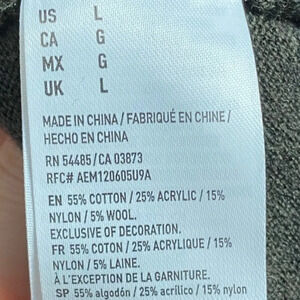 US L
CA G
MX G
UK L
MADE IN CHINA / FABRIQUÉ EN CHINE /
HECHO EN CHINA
RN 54485/CA 03873
RFC# AEM120605U9A
EN 55% COTTON / 25% ACRYLIC / 15%
NYLON / 5% WOOL.
EXCLUSIVE OF DECORATION.
FR 55% COTON / 25% ACRYLIQUE / 15%
NYLON / 5% LAINE.
À L'EXCEPTION DE LA GARNITURE.
SP 55% algodón / 25% acrílico / 15% nylon